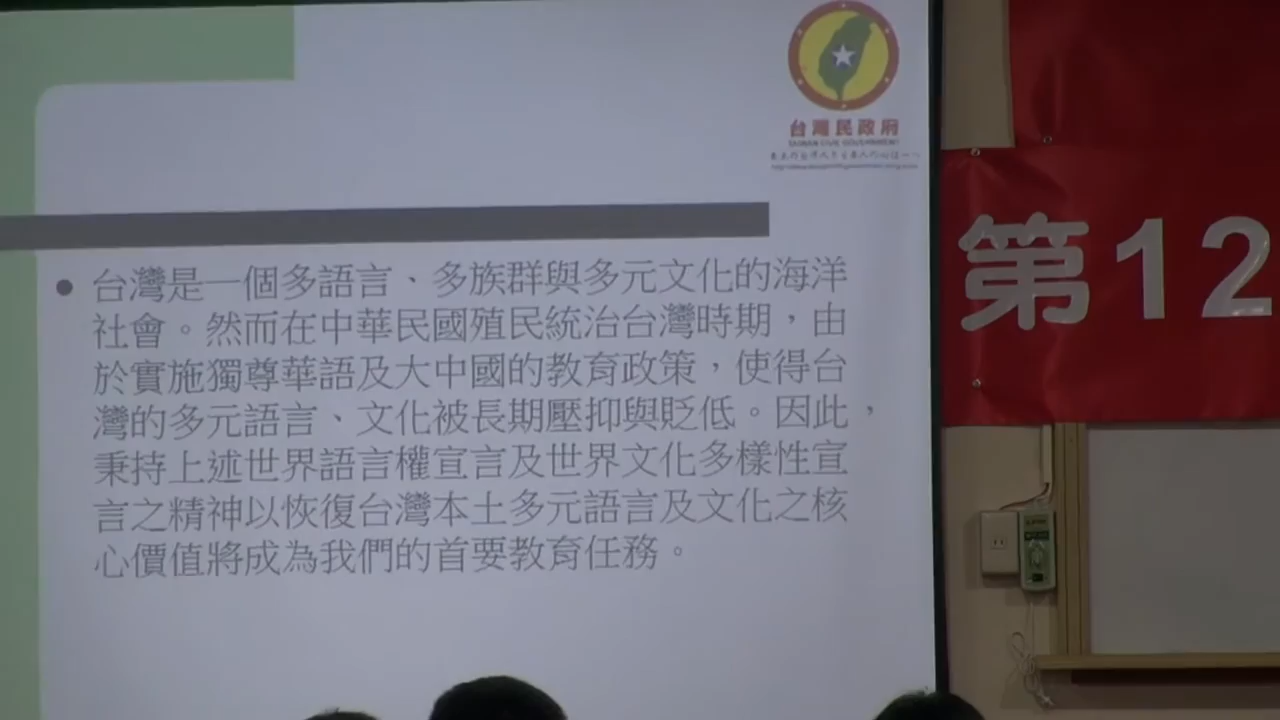 台灣民政府
TAIWAN CIVIL GOVERNMENT
第12
• 台灣是一個多語言、多族群與多元文化的海洋
社會。然而在中華民國殖民統治台灣時期，由
於實施獨尊華語及大中國的教育政策，使得台
灣的多元語言、文化被長期壓抑與貶低。因此，
秉持上述世界語言權宣言及世界文化多樣性宣
言之精神以恢復台灣本土多元語言及文化之核
心價值將成為我們的首要教育任務。